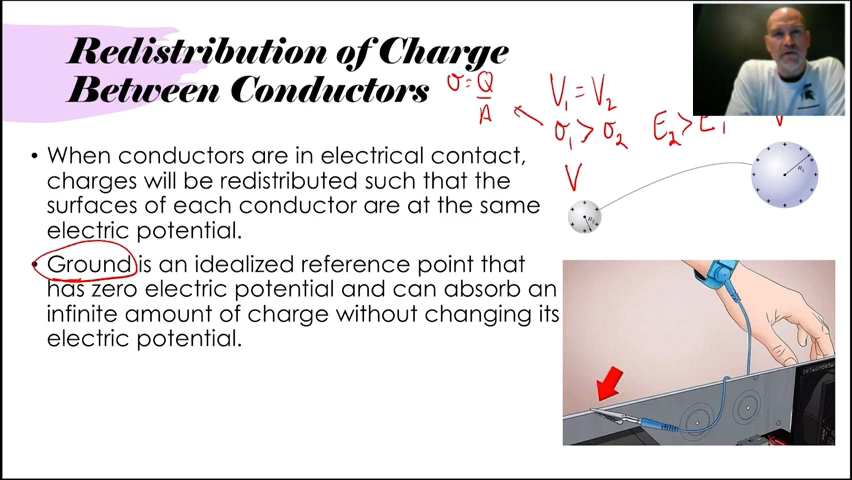 Redistribution of Charge
Between Conductors
σ = Q/A
V₁ = V₂
σ₁ > σ₂ E₂ > E₁
V
• When conductors are in electrical contact,
charges will be redistributed such that the
surfaces of each conductor are at the same
electric potential.
• Ground is an idealized reference point that
has zero electric potential and can absorb an
infinite amount of charge without changing its
electric potential.